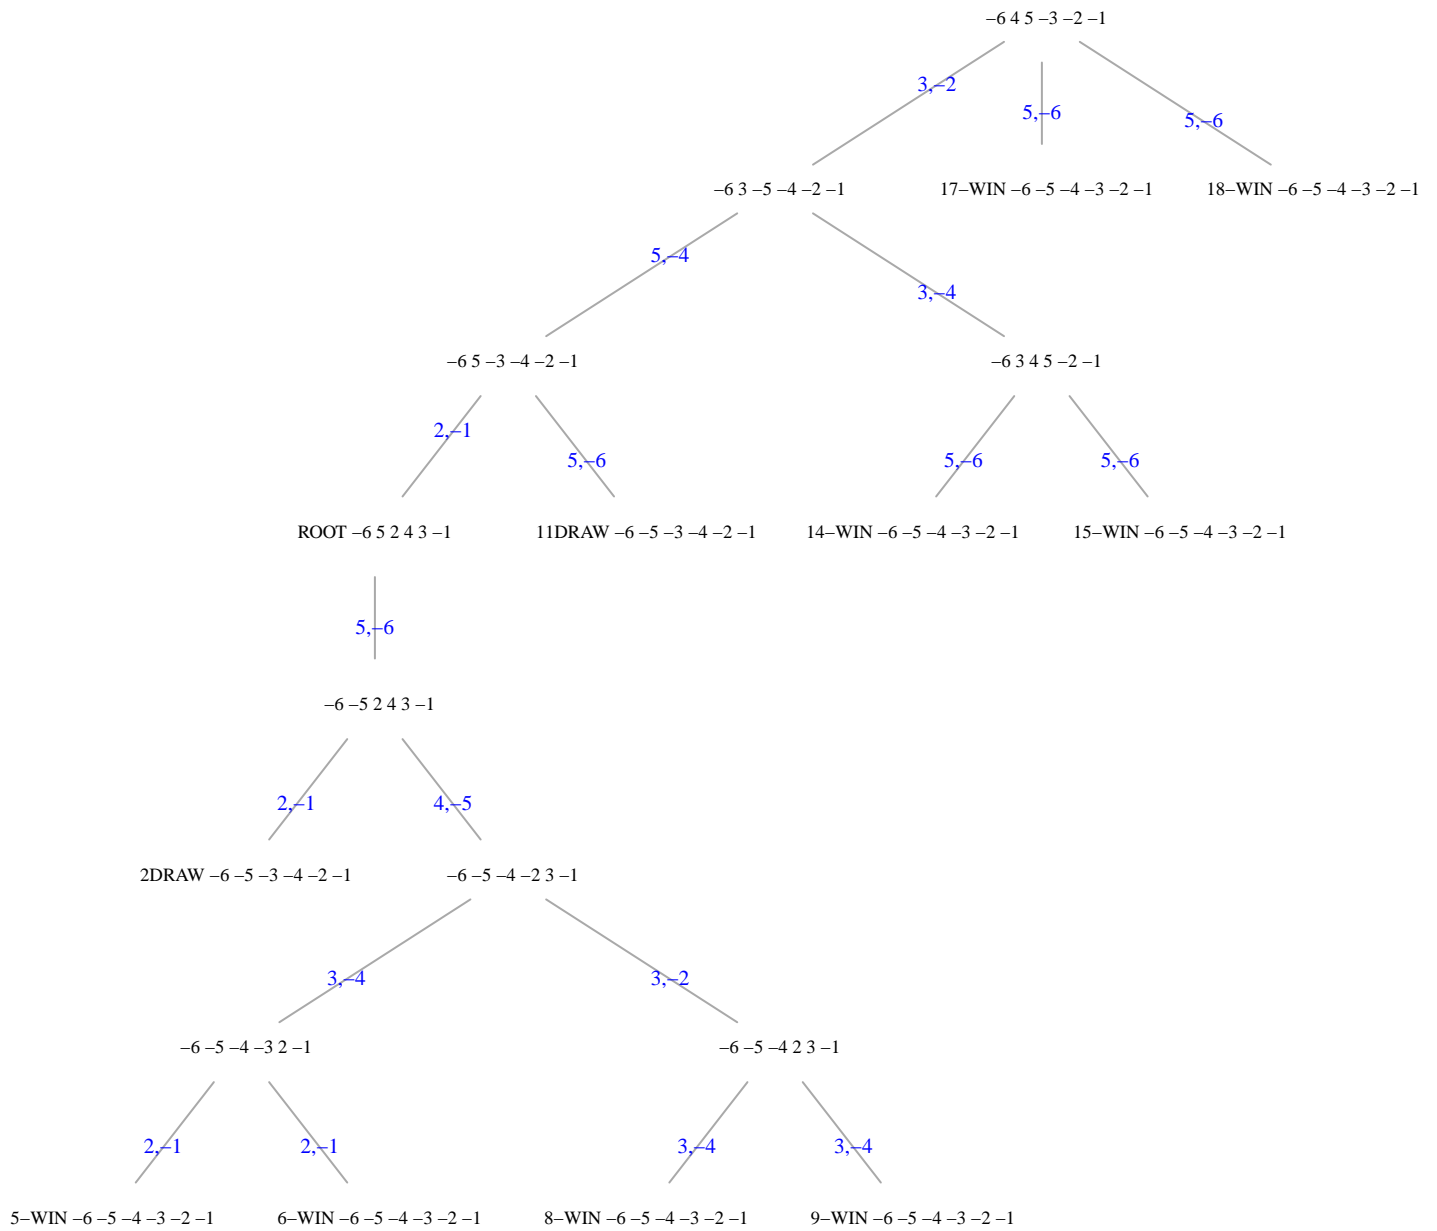 −6 4 5 −3 −2 −1
3,−2
5,−6
5,−6
−6 3 −5 −4 −2 −1
17−WIN −6 −5 −4 −3 −2 −1
18−WIN −6 −5 −4 −3 −2 −1
5,−4
3,−4
−6 5 −3 −4 −2 −1
−6 3 4 5 −2 −1
2,−1
5,−6
5,−6
5,−6
ROOT −6 5 2 4 3 −1
11DRAW −6 −5 −3 −4 −2 −1
14−WIN −6 −5 −4 −3 −2 −1
15−WIN −6 −5 −4 −3 −2 −1
5,−6
−6 −5 2 4 3 −1
2,−1
4,−5
2DRAW −6 −5 −3 −4 −2 −1
−6 −5 −4 −2 3 −1
3,−4
3,−2
−6 −5 −4 −3 2 −1
−6 −5 −4 2 3 −1
2,−1
2,−1
3,−4
3,−4
5−WIN −6 −5 −4 −3 −2 −1
6−WIN −6 −5 −4 −3 −2 −1
8−WIN −6 −5 −4 −3 −2 −1
9−WIN −6 −5 −4 −3 −2 −1